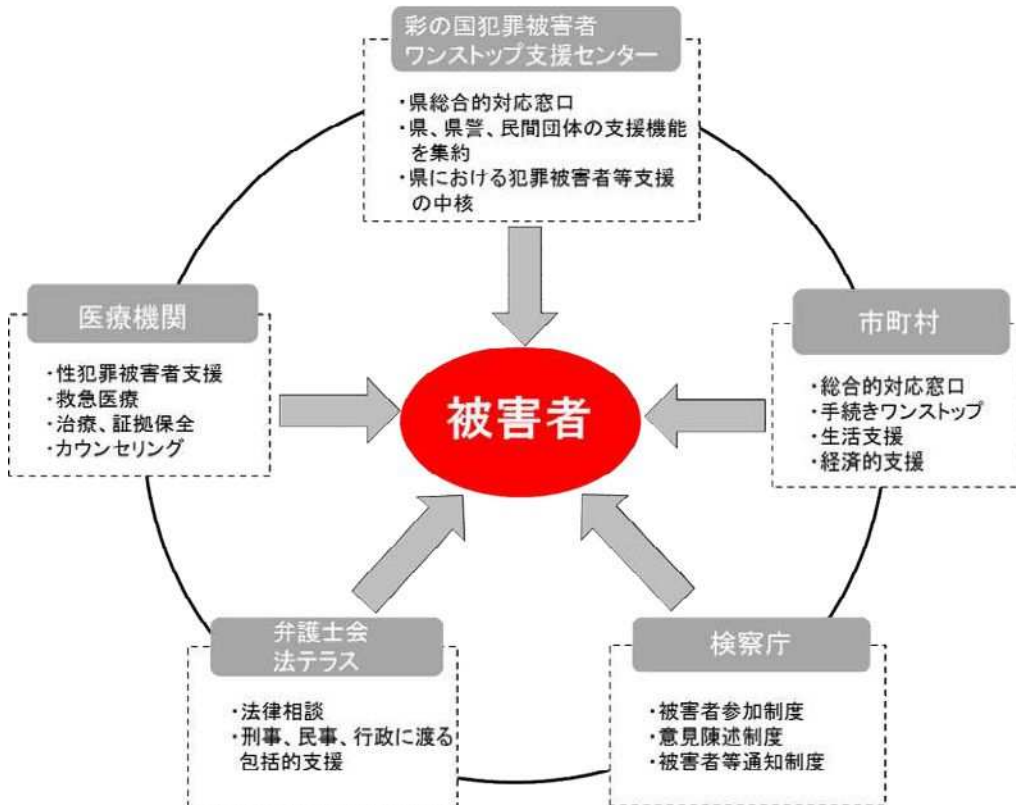 彩の国犯罪被害者
ワンストップ支援センター
・県総合的対応窓口
・県、県警、民間団体の支援機能
を集約
・県における犯罪被害者等支援
の中核
医療機関
・性犯罪被害者支援
・救急医療
・治療、証拠保全
・カウンセリング
被害者
市町村
・総合的対応窓口
・手続きワンストップ
・生活支援
・経済的支援
弁護士会
法テラス
・法律相談
・刑事、民事、行政に渡る
包括的支援
検察庁
・被害者参加制度
・意見陳述制度
・被害者等通知制度